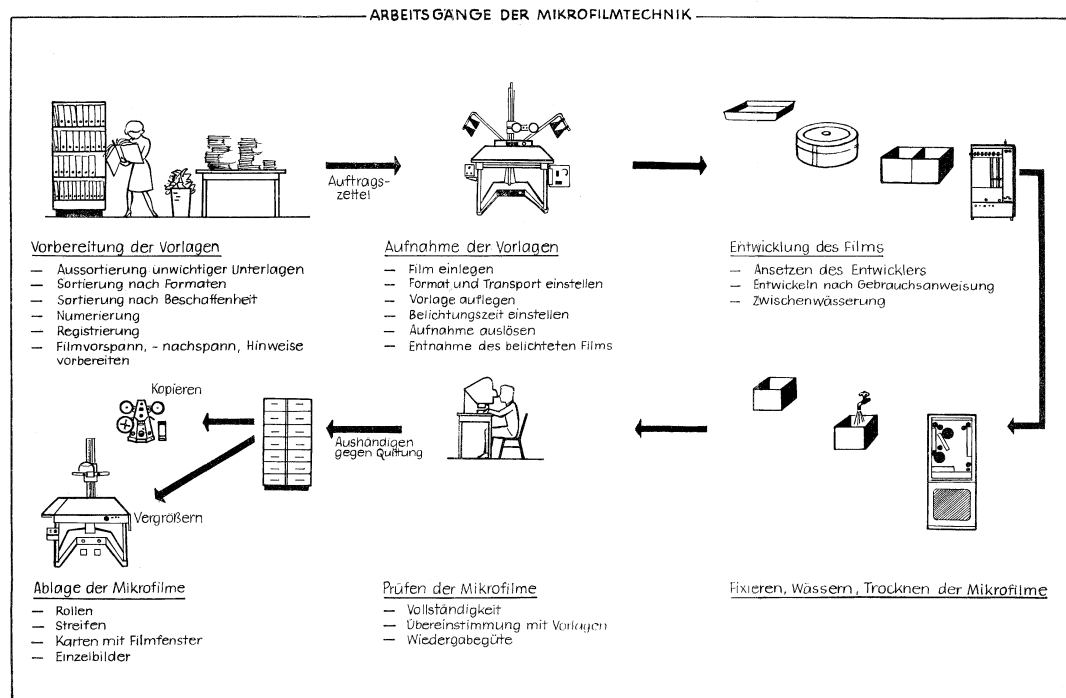 ARBEITSGÄNGE DER MIKROFILMTECHNIK
Auftrags-
zettel
Vorbereitung der Vorlagen
— Aussortierung unwichtiger Unterlagen
— Sortierung nach Formaten
— Sortierung nach Beschaffenheit
— Numerierung
— Registrierung
— Filmvorspann, - nachspann, Hinweise
vorbereiten
Aufnahme der Vorlagen
— Film einlegen
— Format und Transport einstellen
— Vorlage auflegen
— Belichtungszeit einstellen
— Aufnahme auslösen
— Entnahme des belichteten Films
Entwicklung des Films
— Ansetzen des Entwicklers
— Entwickeln nach Gebrauchsanweisung
— Zwischenwässerung
Kopieren
Vergrößern
Aushändigen
gegen Quittung
Ablage der Mikrofilme
— Rollen
— Streifen
— Karten mit Filmfenster
— Einzelbilder
Prüfen der Mikrofilme
— Vollständigkeit
— Übereinstimmung mit Vorlagen
— Wiedergabegüte
Fixieren, Wässern, Trocknen der Mikrofilme